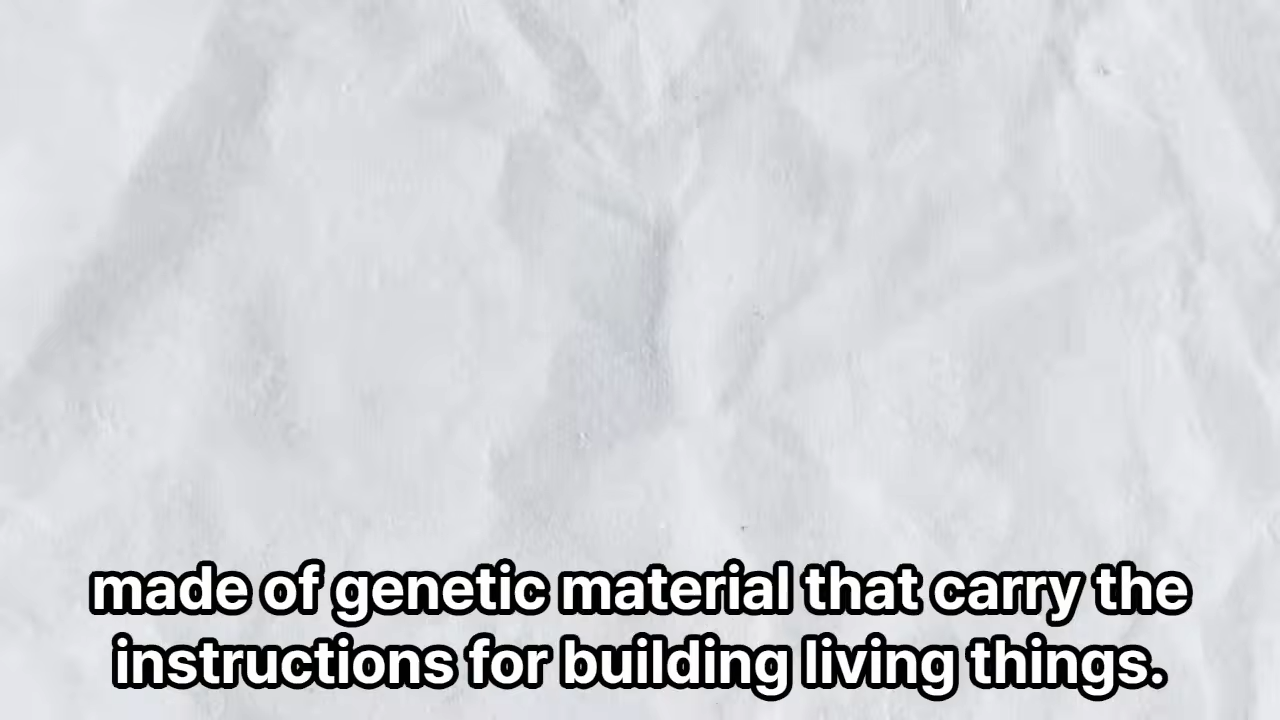 made of genetic material that carry the
instructions for building living things.